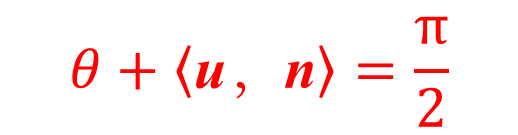 θ + ⟨u, n⟩ = π/2